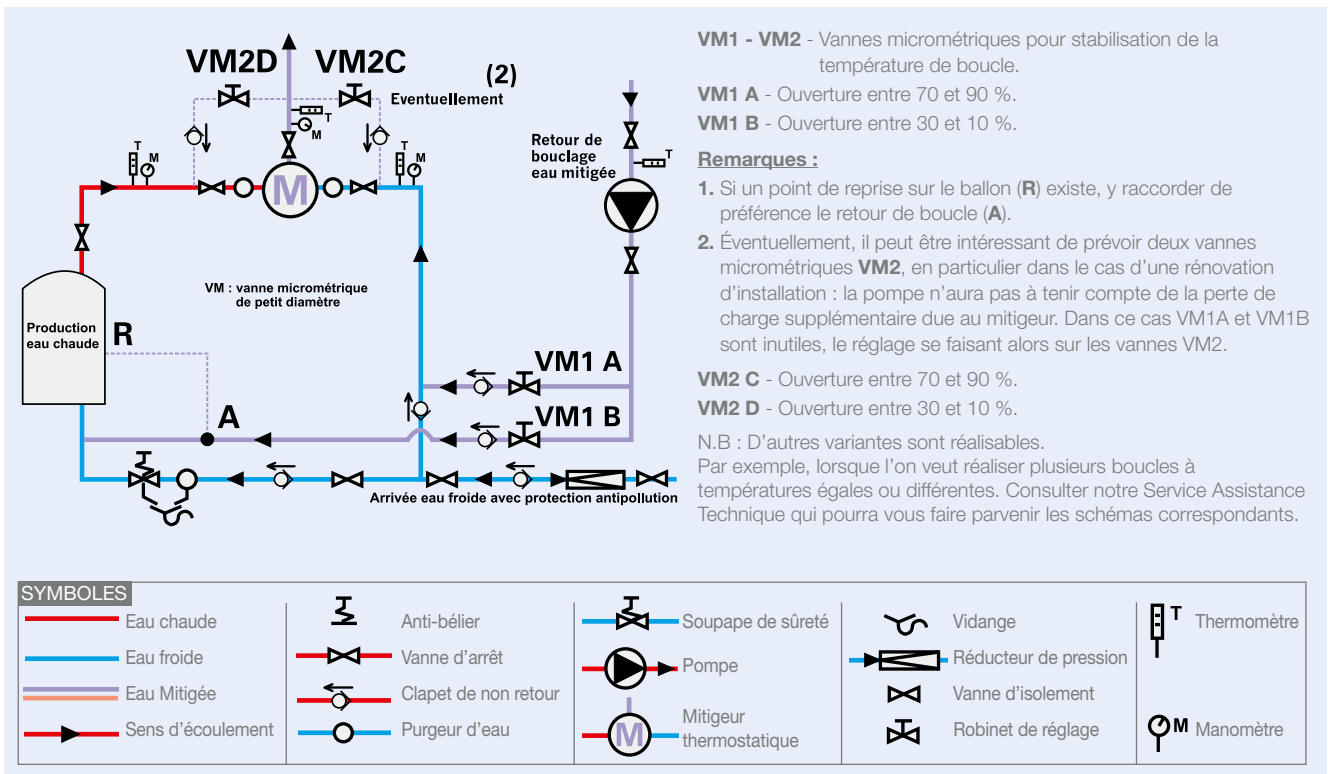 VM2D
VM2C
(2)
Eventuellement
T
M
T
M
T
M
Retour de
bouclage
eau mitigée
T
M
VM : vanne micrométrique
de petit diamètre
Production
eau chaude
R
A
VM1 A
VM1 B
Arrivée eau froide avec protection antipollution
VM1 - VM2 - Vannes micrométriques pour stabilisation de la
température de boucle.
VM1 A - Ouverture entre 70 et 90 %.
VM1 B - Ouverture entre 30 et 10 %.
Remarques :
1. Si un point de reprise sur le ballon (R) existe, y raccorder de
préférence le retour de boucle (A).
2. Éventuellement, il peut être intéressant de prévoir deux vannes
micrométriques VM2, en particulier dans le cas d'une rénovation
d'installation : la pompe n'aura pas à tenir compte de la perte de
charge supplémentaire due au mitigeur. Dans ce cas VM1A et VM1B
sont inutiles, le réglage se faisant alors sur les vannes VM2.
VM2 C - Ouverture entre 70 et 90 %.
VM2 D - Ouverture entre 30 et 10 %.
N.B : D'autres variantes sont réalisables.
Par exemple, lorsque l'on veut réaliser plusieurs boucles à
températures égales ou différentes. Consulter notre Service Assistance
Technique qui pourra vous faire parvenir les schémas correspondants.
SYMBOLES
Eau chaude
Eau froide
Eau Mitigée
Sens d'écoulement
Anti-bélier
Vanne d'arrêt
Clapet de non retour
Purgeur d'eau
Soupape de sûreté
Pompe
M
Mitigeur
thermostatique
Vidange
Réducteur de pression
Vanne d'isolement
Robinet de réglage
T
Thermomètre
M
Manomètre